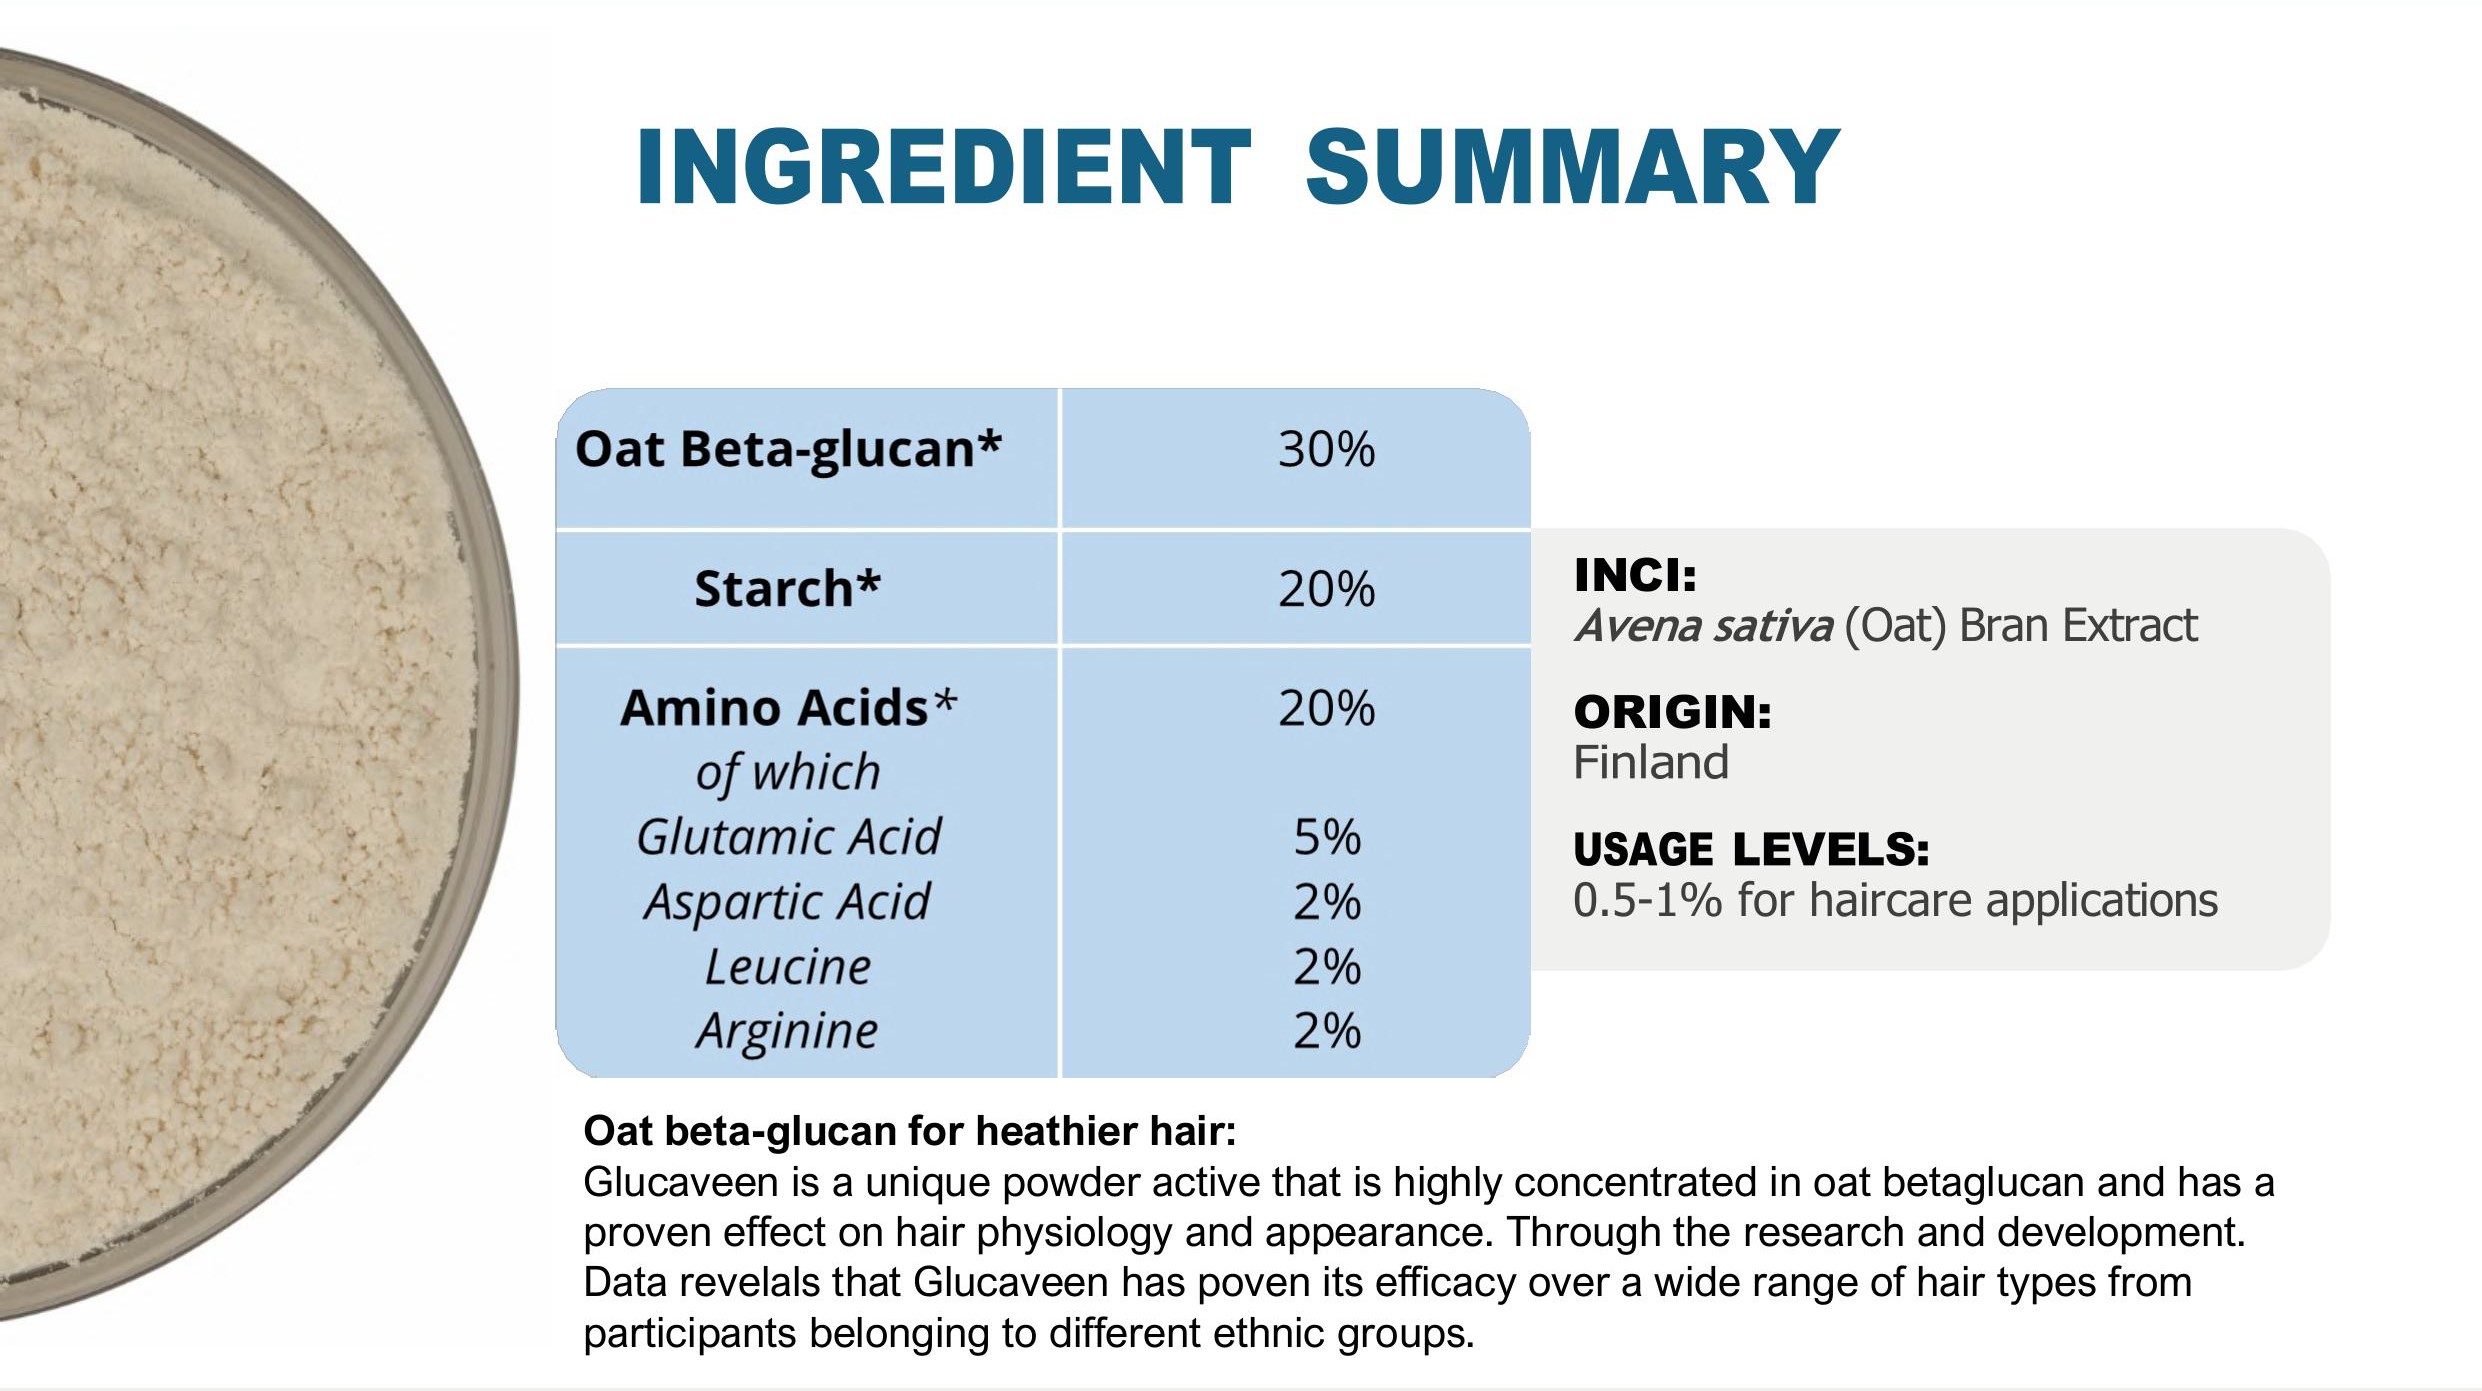 INGREDIENT SUMMARY
Oat Beta-glucan* 30%
Starch* 20%
Amino Acids* 20%
of which
Glutamic Acid 5%
Aspartic Acid 2%
Leucine 2%
Arginine 2%
INCI:
Avena sativa (Oat) Bran Extract
ORIGIN:
Finland
USAGE LEVELS:
0.5-1% for haircare applications
Oat beta-glucan for heathier hair:
Glucaveen is a unique powder active that is highly concentrated in oat betaglucan and has a
proven effect on hair physiology and appearance. Through the research and development.
Data revelals that Glucaveen has poven its efficacy over a wide range of hair types from
participants belonging to different ethnic groups.